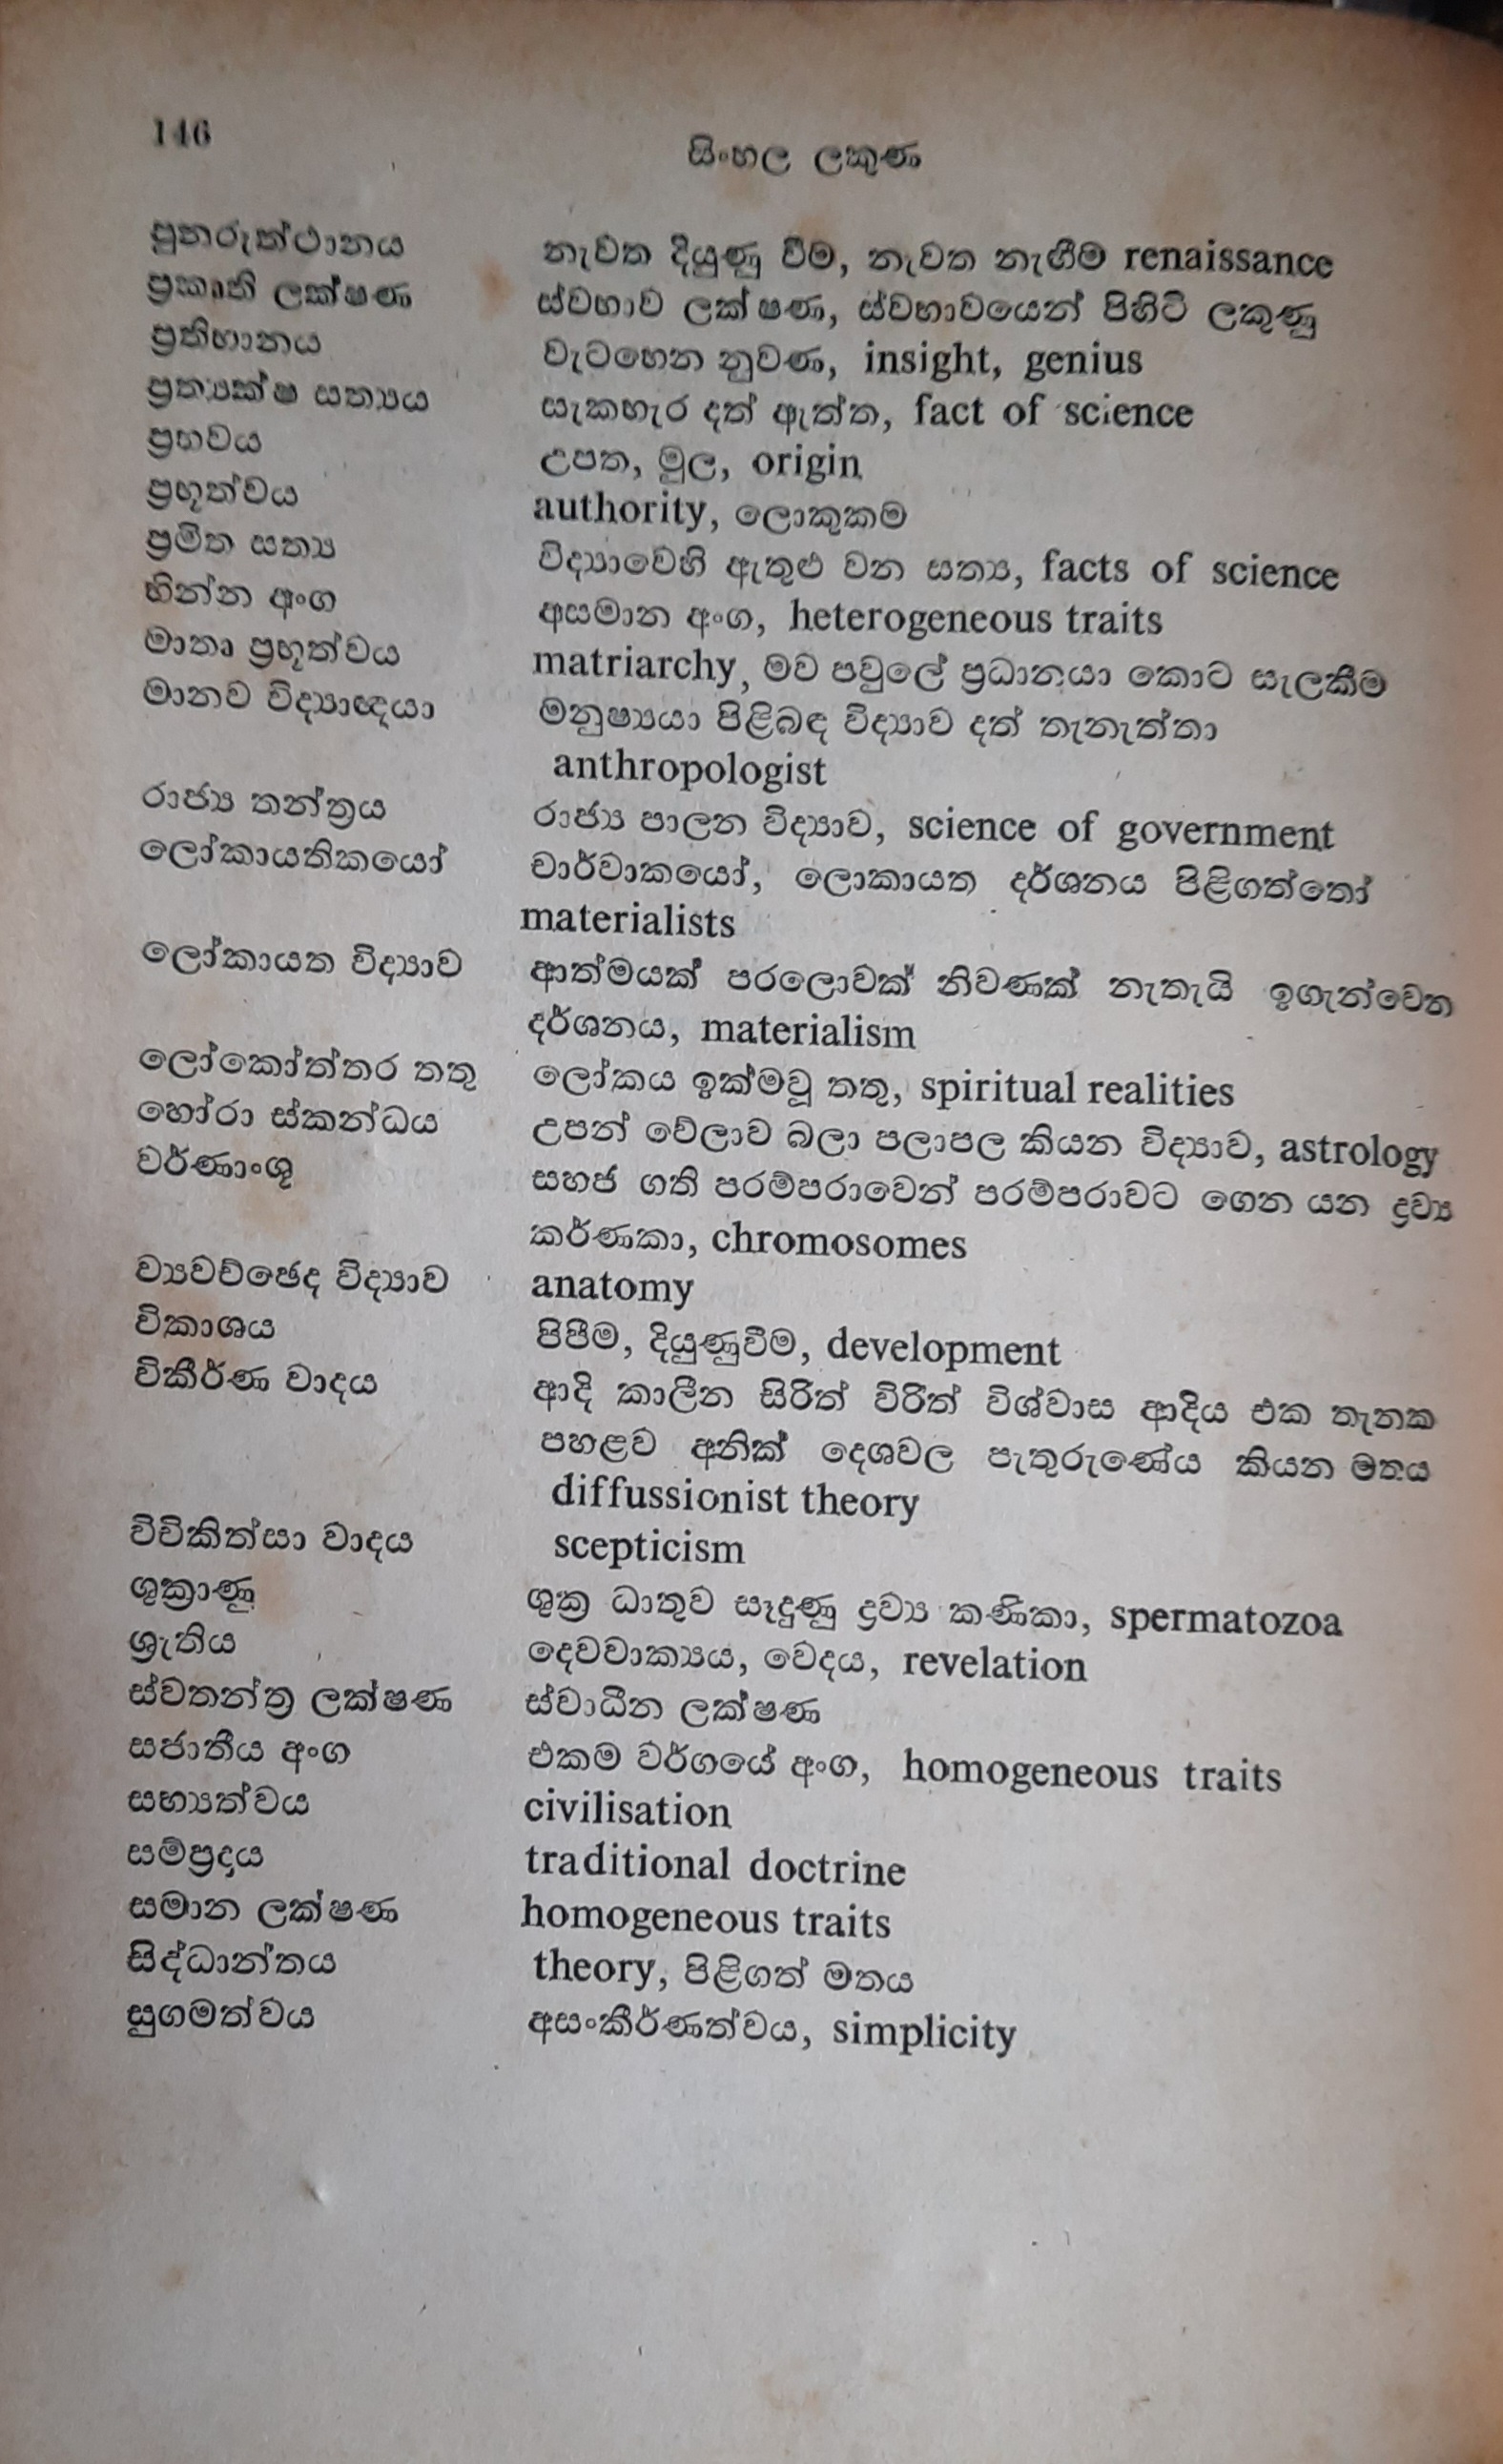 146
සිංහල ලකුණ
පුනරුත්ථානය නැවත දියුණු වීම, නැවත නැඟීම renaissance
ප්‍රකෘති ලක්ෂණ ස්වභාව ලක්ෂණ, ස්වභාවයෙන් පිහිටි ලකුණු
ප්‍රතිභානය වැටහෙන නුවණ, insight, genius
ප්‍රත්‍යක්ෂ සත්‍යය සැකහැර දත් ඇත්ත, fact of science
ප්‍රභවය උපත, මුල, origin
ප්‍රභූත්වය authority, ලොකුකම
ප්‍රමිත සත්‍ය විද්‍යාවෙහි ඇතුළු වන සත්‍ය, facts of science
භින්න අංග අසමාන අංග, heterogeneous traits
මාතෘ ප්‍රභූත්වය matriarchy, මව පවුලේ ප්‍රධානයා කොට සැලකීම
මානව විද්‍යාඥයා මනුෂ්‍යයා පිළිබඳ විද්‍යාව දත් තැනැත්තා
anthropologist
රාජ්‍ය තන්ත්‍රය රාජ්‍ය පාලන විද්‍යාව, science of government
ලෝකායතිකයෝ චාර්වාකයෝ, ලොකායත දර්ශනය පිළිගත්තෝ
materialists
ලෝකායත විද්‍යාව ආත්මයක් පරලොවක් නිවණක් නැතැයි ඉගැන්වෙන
දර්ශනය, materialism
ලෝකෝත්තර තතු ලෝකය ඉක්මවූ තතු, spiritual realities
හෝරා ස්කන්ධය උපන් වේලාව බලා පලාපල කියන විද්‍යාව, astrology
වර්ණාංශු සහජ ගති පරම්පරාවෙන් පරම්පරාවට ගෙන යන ද්‍රව්‍ය
කර්ණකා, chromosomes
ව්‍යවච්ඡෙද විද්‍යාව anatomy
විකාශය පිපීම, දියුණුවීම, development
විකීර්ණ වාදය ආදි කාලීන සිරිත් විරිත් විශ්වාස ආදිය එක තැනක
පහළව අනික් දෙශවල පැතුරුණේය කියන මතය
diffussionist theory
විචිකිත්සා වාදය scepticism
ශුක්‍රාණු ශුක්‍ර ධාතුව සෑදුණු ද්‍රව්‍ය කණිකා, spermatozoa
ශ්‍රැතිය දෙවවාක්‍යය, වෙදය, revelation
ස්වතන්ත්‍ර ලක්ෂණ ස්වාධීන ලක්ෂණ
සජාතීය අංග එකම වර්ගයේ අංග, homogeneous traits
සභ්‍යත්වය civilisation
සම්ප්‍රදාය traditional doctrine
සමාන ලක්ෂණ homogeneous traits
සිද්ධාන්තය theory, පිළිගත් මතය
සුගමත්වය අසංකීර්ණත්වය, simplicity